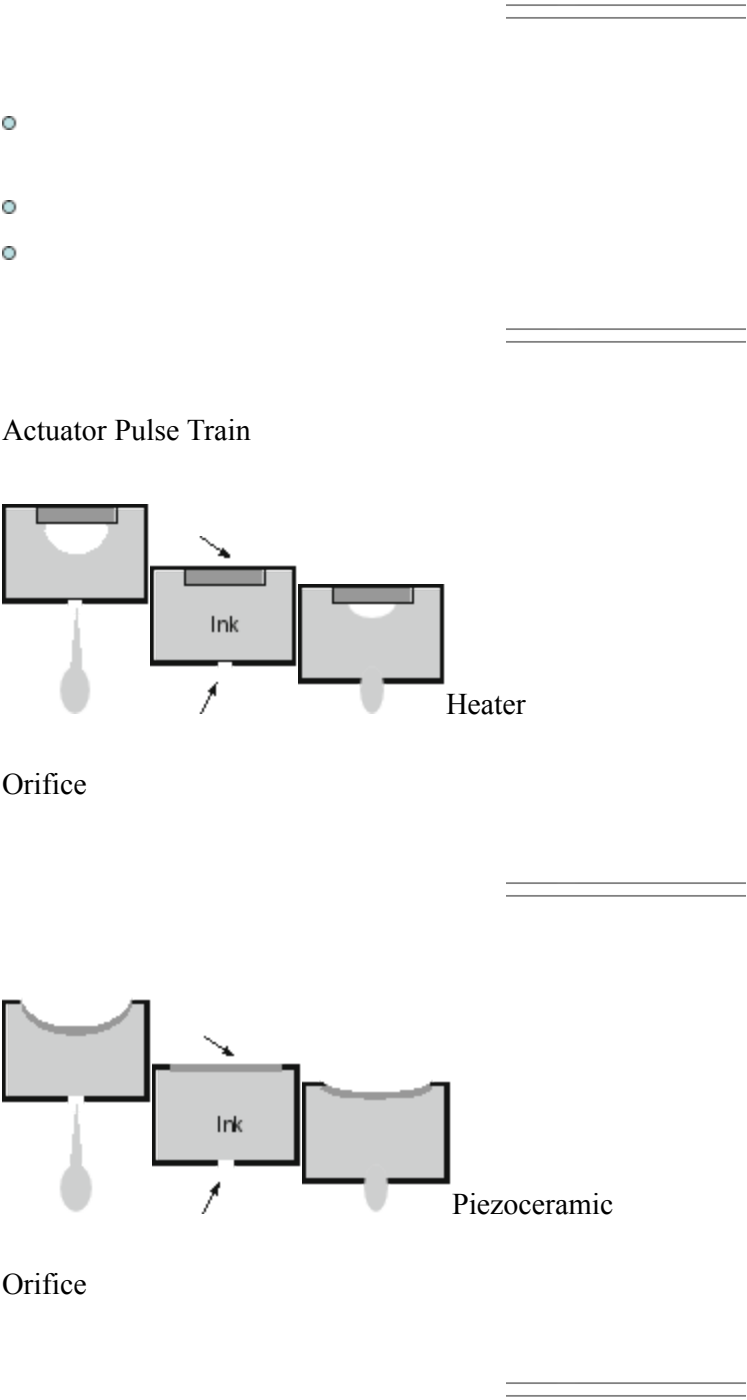 Actuator Pulse Train
Ink
Heater
Orifice
Ink
Piezoceramic
Orifice